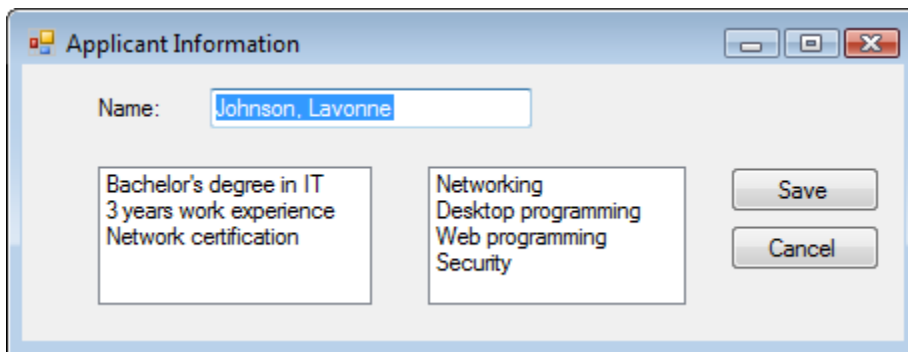 Applicant Information
Name: Johnson, Lavonne
Bachelor's degree in IT
3 years work experience
Network certification
Networking
Desktop programming
Web programming
Security
Save
Cancel